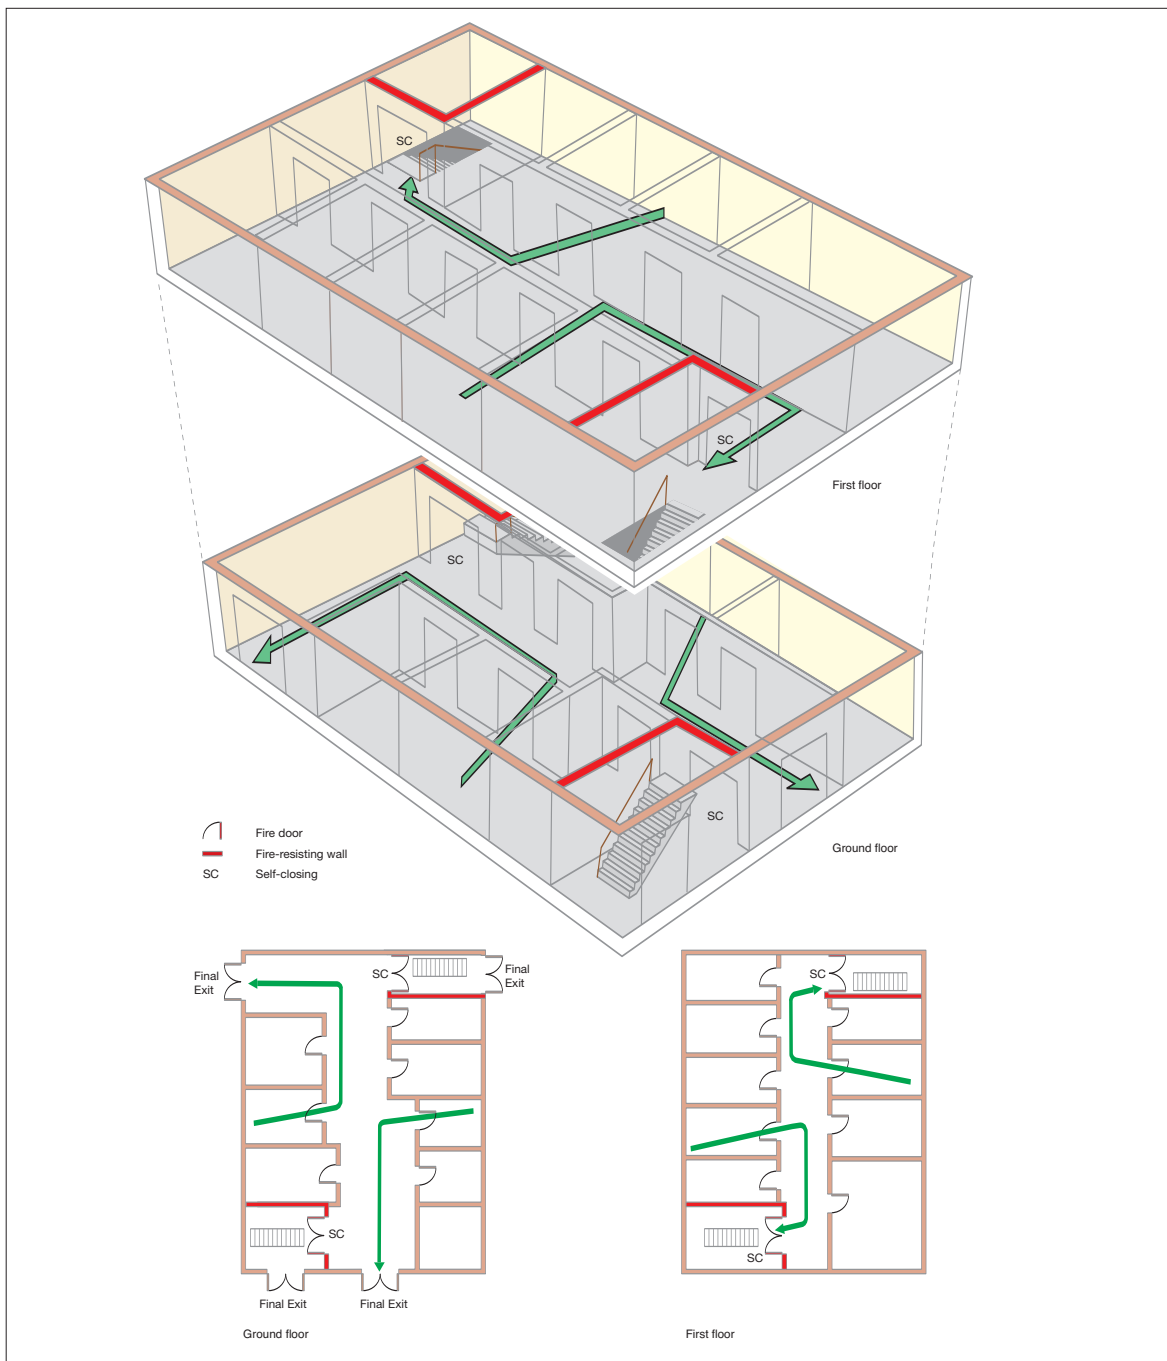 SC
SC
First floor
SC
SC
Ground floor
Fire door
Fire-resisting wall
SC Self-closing
Final
Exit
SC
Final
Exit
SC
Final Exit
Final Exit
Ground floor
SC
SC
First floor